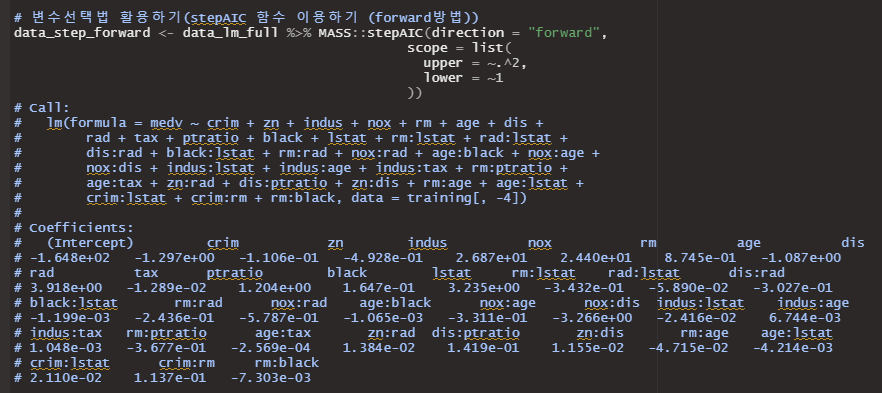 # 변수선택법 활용하기(stepAIC 함수 이용하기 (forward방법))
data_step_forward <- data_lm_full %>% MASS::stepAIC(direction = "forward",
scope = list(
upper = ~.^2,
lower = ~1
))
# Call:
#   lm(formula = medv ~ crim + zn + indus + nox + rm + age + dis +
#        rad + tax + ptratio + black + lstat + rm:lstat + rad:lstat +
#        dis:rad + black:lstat + rm:rad + nox:rad + age:black + nox:age +
#        nox:dis + indus:lstat + indus:age + indus:tax + rm:ptratio +
#        age:tax + zn:rad + dis:ptratio + zn:dis + rm:age + age:lstat +
#        crim:lstat + crim:rm + rm:black, data = training[, -4])
#
# Coefficients:
#   (Intercept)         crim           zn        indus          nox           rm          age          dis
# -1.648e+02   -1.297e+00   -1.106e-01   -4.928e-01    2.687e+01    2.440e+01    8.745e-01   -1.087e+00
# rad          tax      ptratio        black        lstat     rm:lstat    rad:lstat      dis:rad
# 3.918e+00   -1.289e-02    1.204e+00    1.647e-01    3.235e+00   -3.432e-01   -5.890e-02   -3.027e-01
# black:lstat       rm:rad      nox:rad    age:black      nox:age      nox:dis  indus:lstat    indus:age
# -1.199e-03   -2.436e-01   -5.787e-01   -1.065e-03   -3.311e-01   -3.266e+00   -2.416e-02    6.744e-03
# indus:tax   rm:ptratio      age:tax       zn:rad  dis:ptratio       zn:dis       rm:age    age:lstat
# 1.048e-03   -3.677e-01   -2.569e-04    1.384e-02    1.419e-01    1.155e-02   -4.715e-02   -4.214e-03
# crim:lstat      crim:rm     rm:black
# 2.110e-02    1.137e-01   -7.303e-03